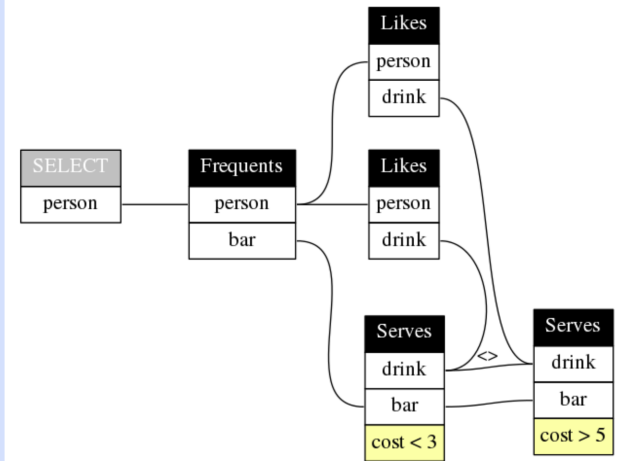 Likes
person
drink
SELECT
person
Frequents
person
bar
Likes
person
drink
Serves
drink
bar
cost < 3
<>
Serves
drink
bar
cost > 5